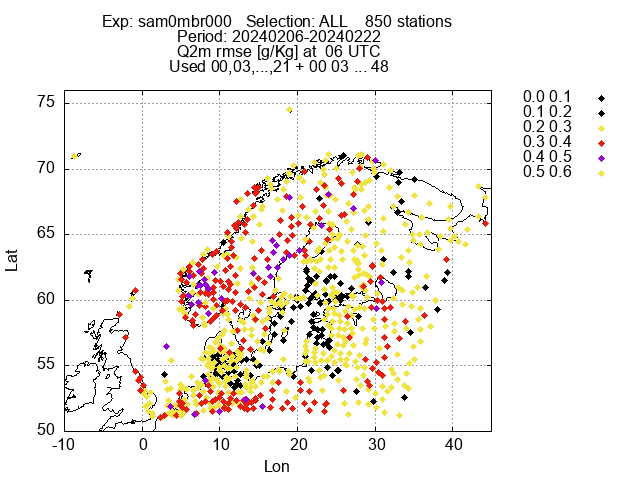 Exp: sam0mbr000 Selection: ALL 850 stations
Period: 20240206-20240222
Q2m rmse [g/Kg] at 06 UTC
Used 00,03,...,21 + 00 03 ... 48
0.0 0.1
0.1 0.2
0.2 0.3
0.3 0.4
0.4 0.5
0.5 0.6
75
70
65
60
55
50
Lat
-10 0 10 20 30 40
Lon